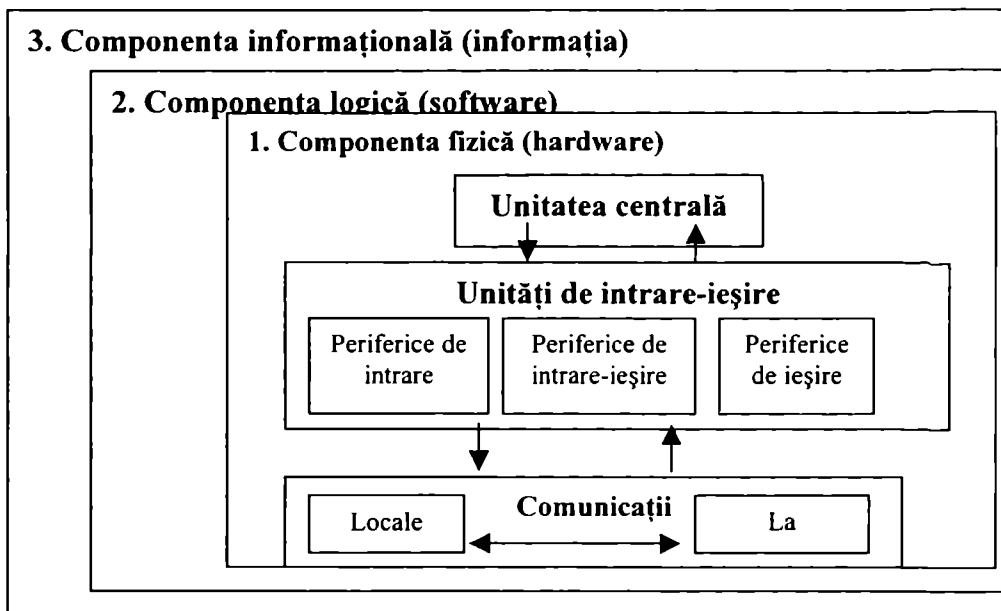 3. Componenta informațională (informația)
2. Componenta logică (software)
1. Componenta fizică (hardware)
Unitatea centrală
Unități de intrare-ieșire
Periferice de
intrare
Periferice de
intrare-ieșire
Periferice
de ieșire
Comunicații
Locale
La